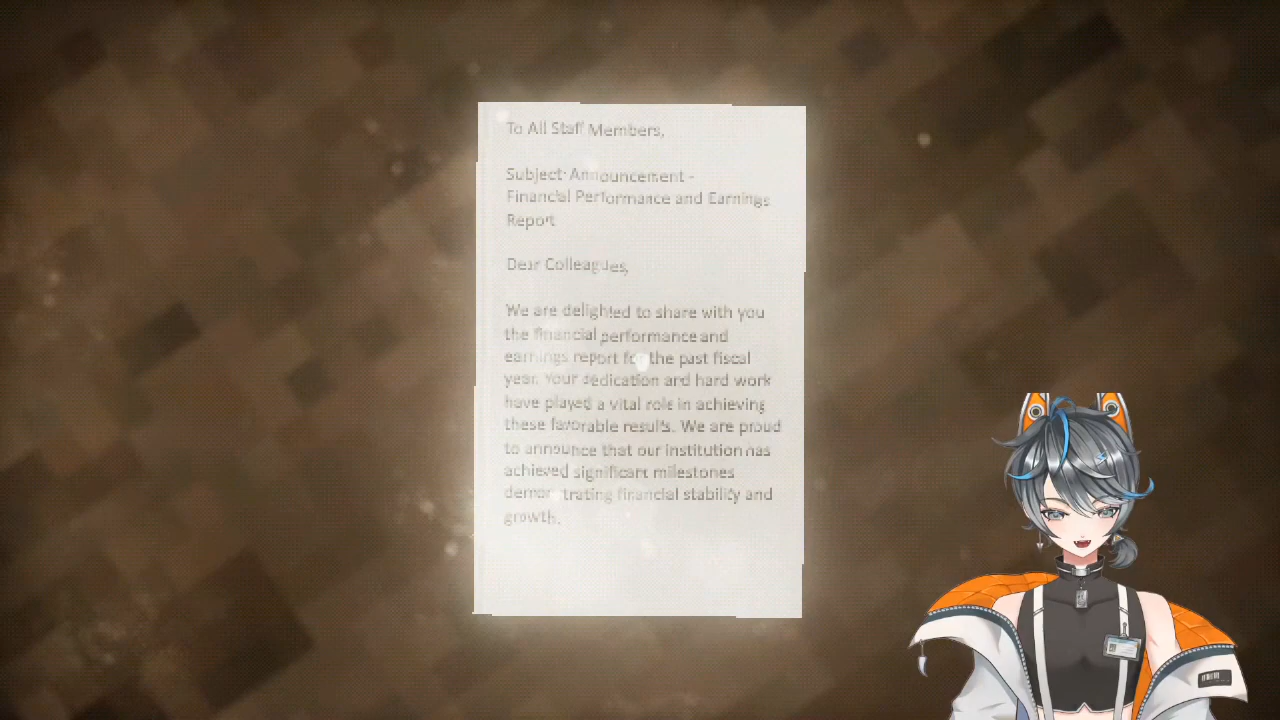 To All Staff Members,
Subject: Announcement -
Financial Performance and Earnings
Report
Dear Colleagues,
We are delighted to share with you
the financial performance and
earnings report for the past fiscal
year. Your dedication and hard work
have played a vital role in achieving
these favorable results. We are proud
to announce that our institution has
achieved significant milestones
demonstrating financial stability and
growth.